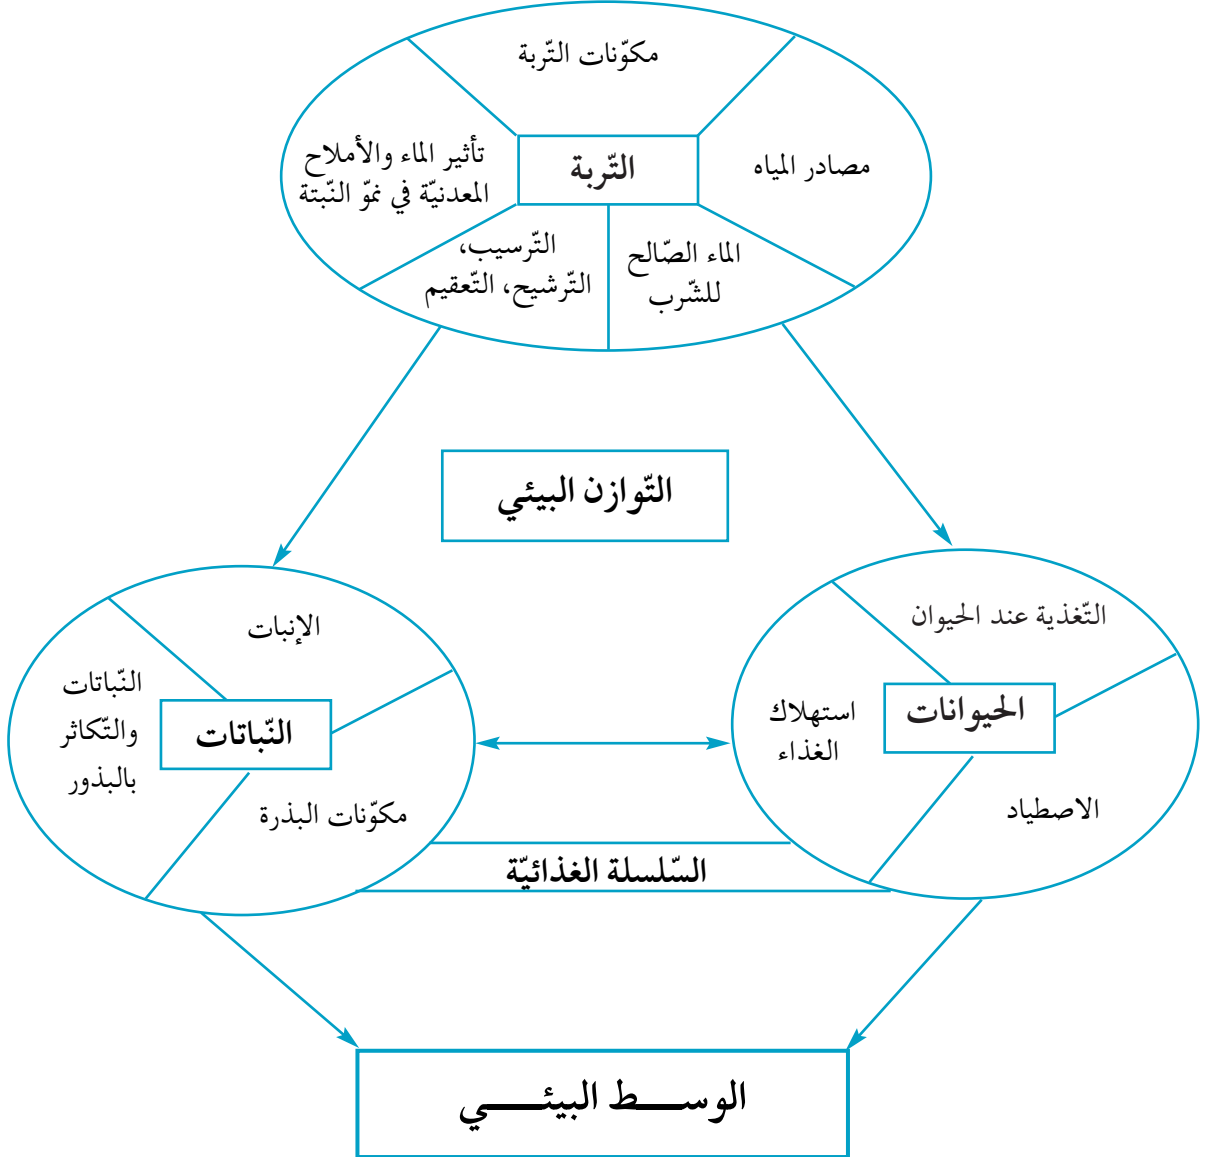 مكوّنات التّربة
مصادر المياه
التّربة
تأثير الماء والأملاح
المعدنيّة في نموّ النّبتة
الماء الصّالح
للشّرب
التّرسيب،
التّرشيح، التّعقيم
التّوازن البيئي
التّغذية عند الحيوان
الحيوانات
استهلاك
الغذاء
الاصطياد
الإنبات
النّباتات
النّباتات
والتّكاثر
بالبذور
مكوّنات البذرة
السّلسلة الغذائيّة
الوســـط البيئـــــي